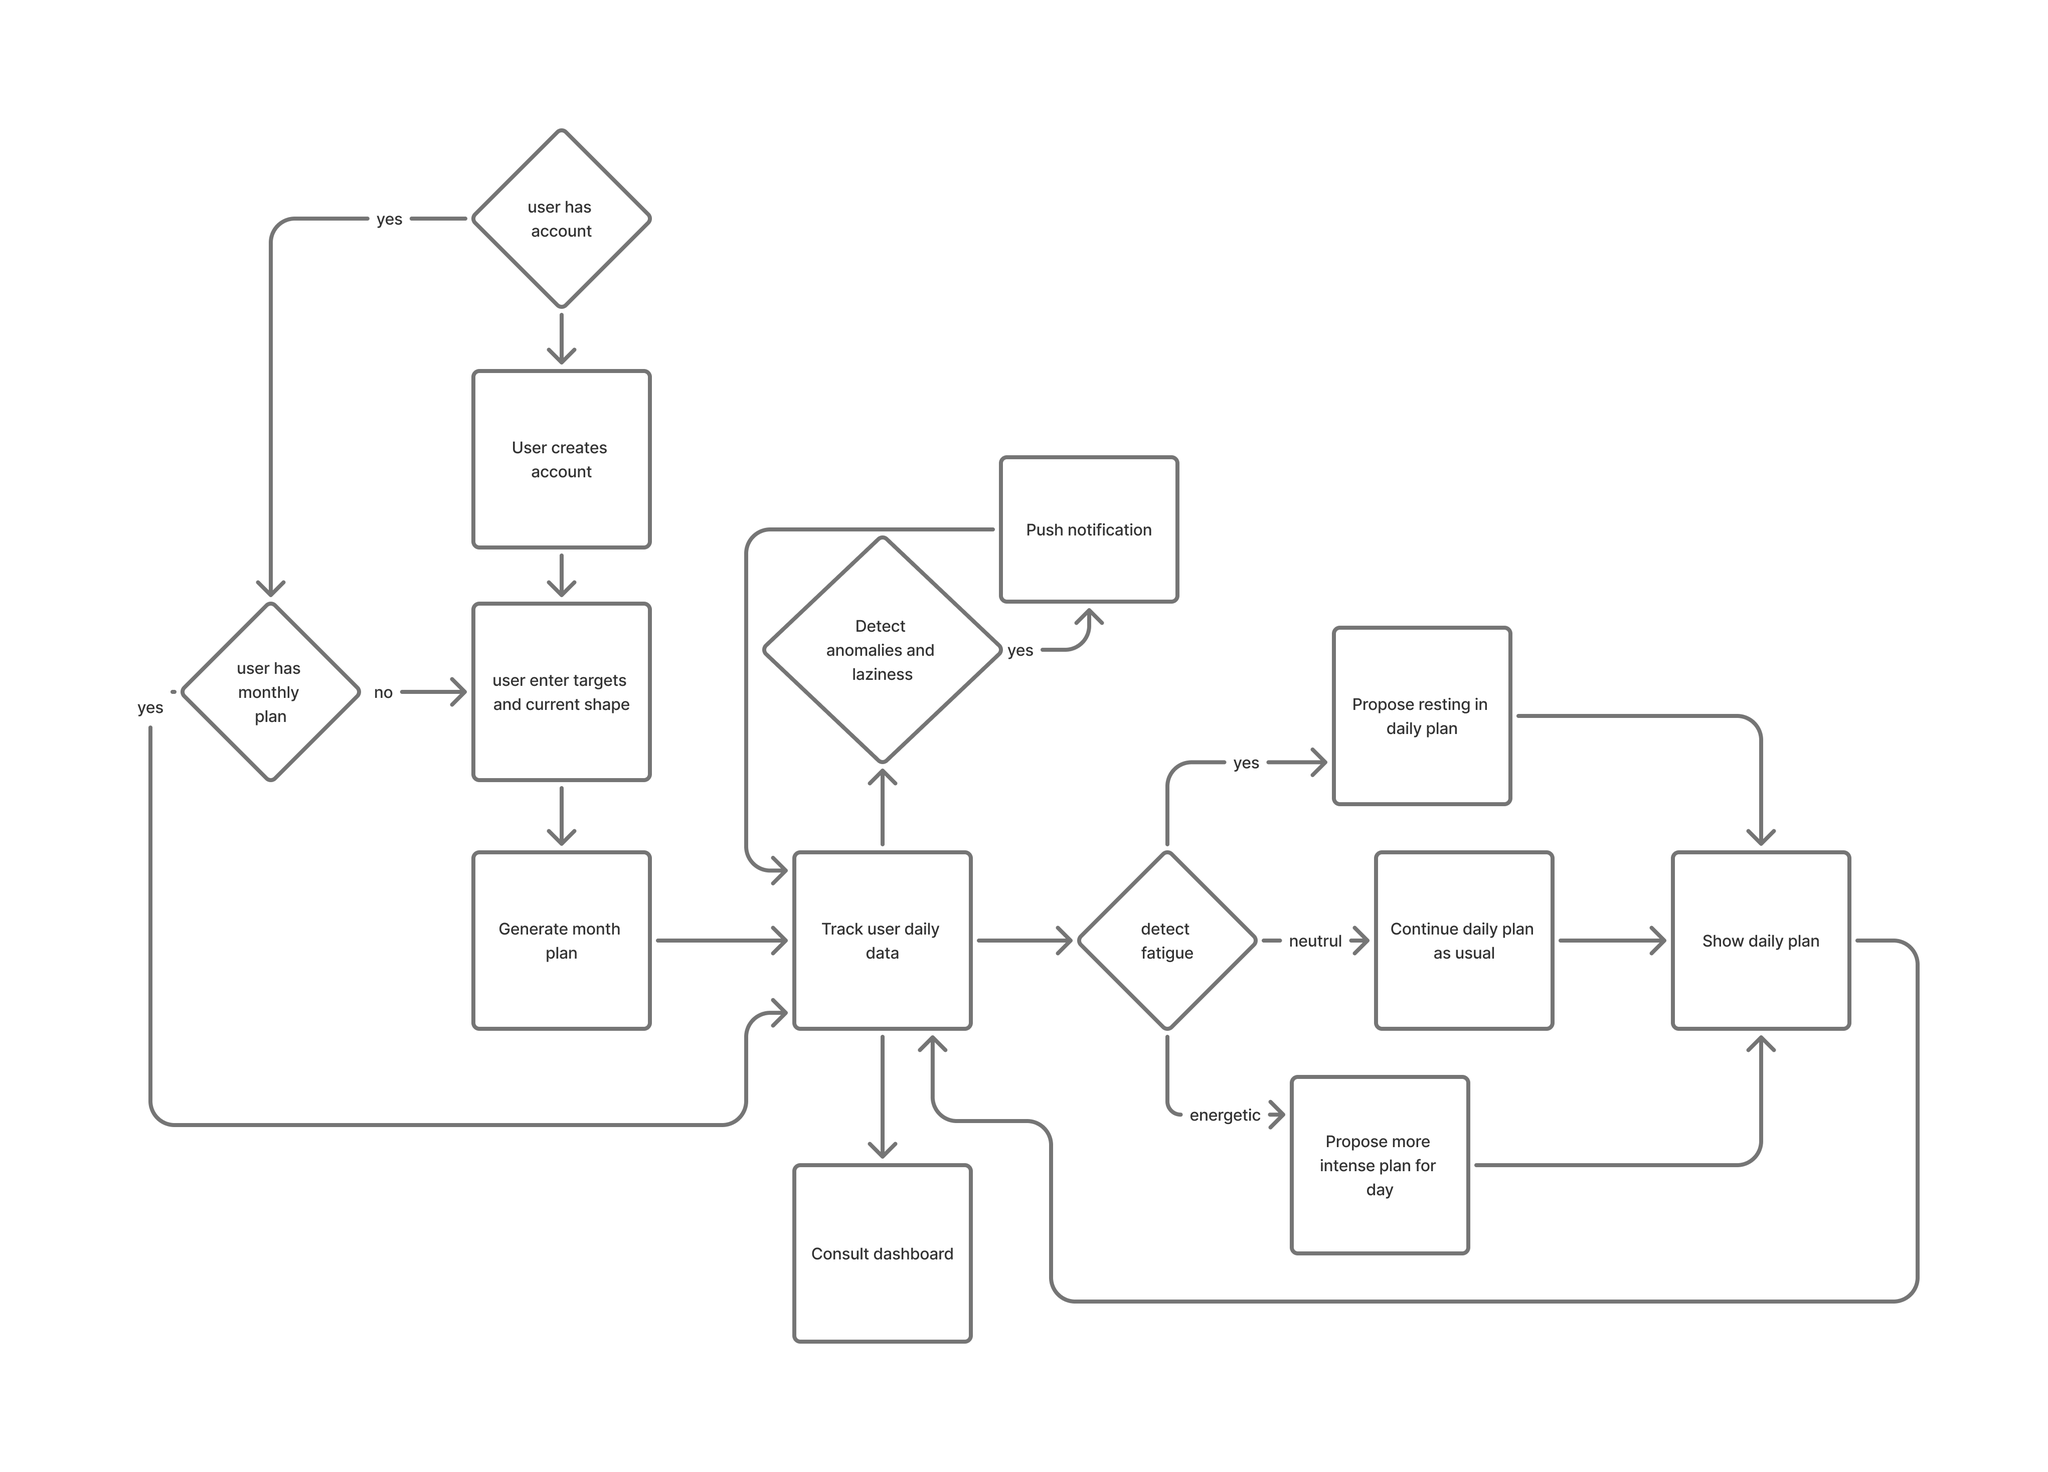 user has
account
yes
User creates
account
user has
monthly
plan
yes
no
user enter targets
and current shape
Generate month
plan
Push notification
Detect
anomalies and
laziness
yes
Track user daily
data
Consult dashboard
detect
fatigue
yes
Propose resting in
daily plan
neutrul
Continue daily plan
as usual
energetic
Propose more
intense plan for
day
Show daily plan